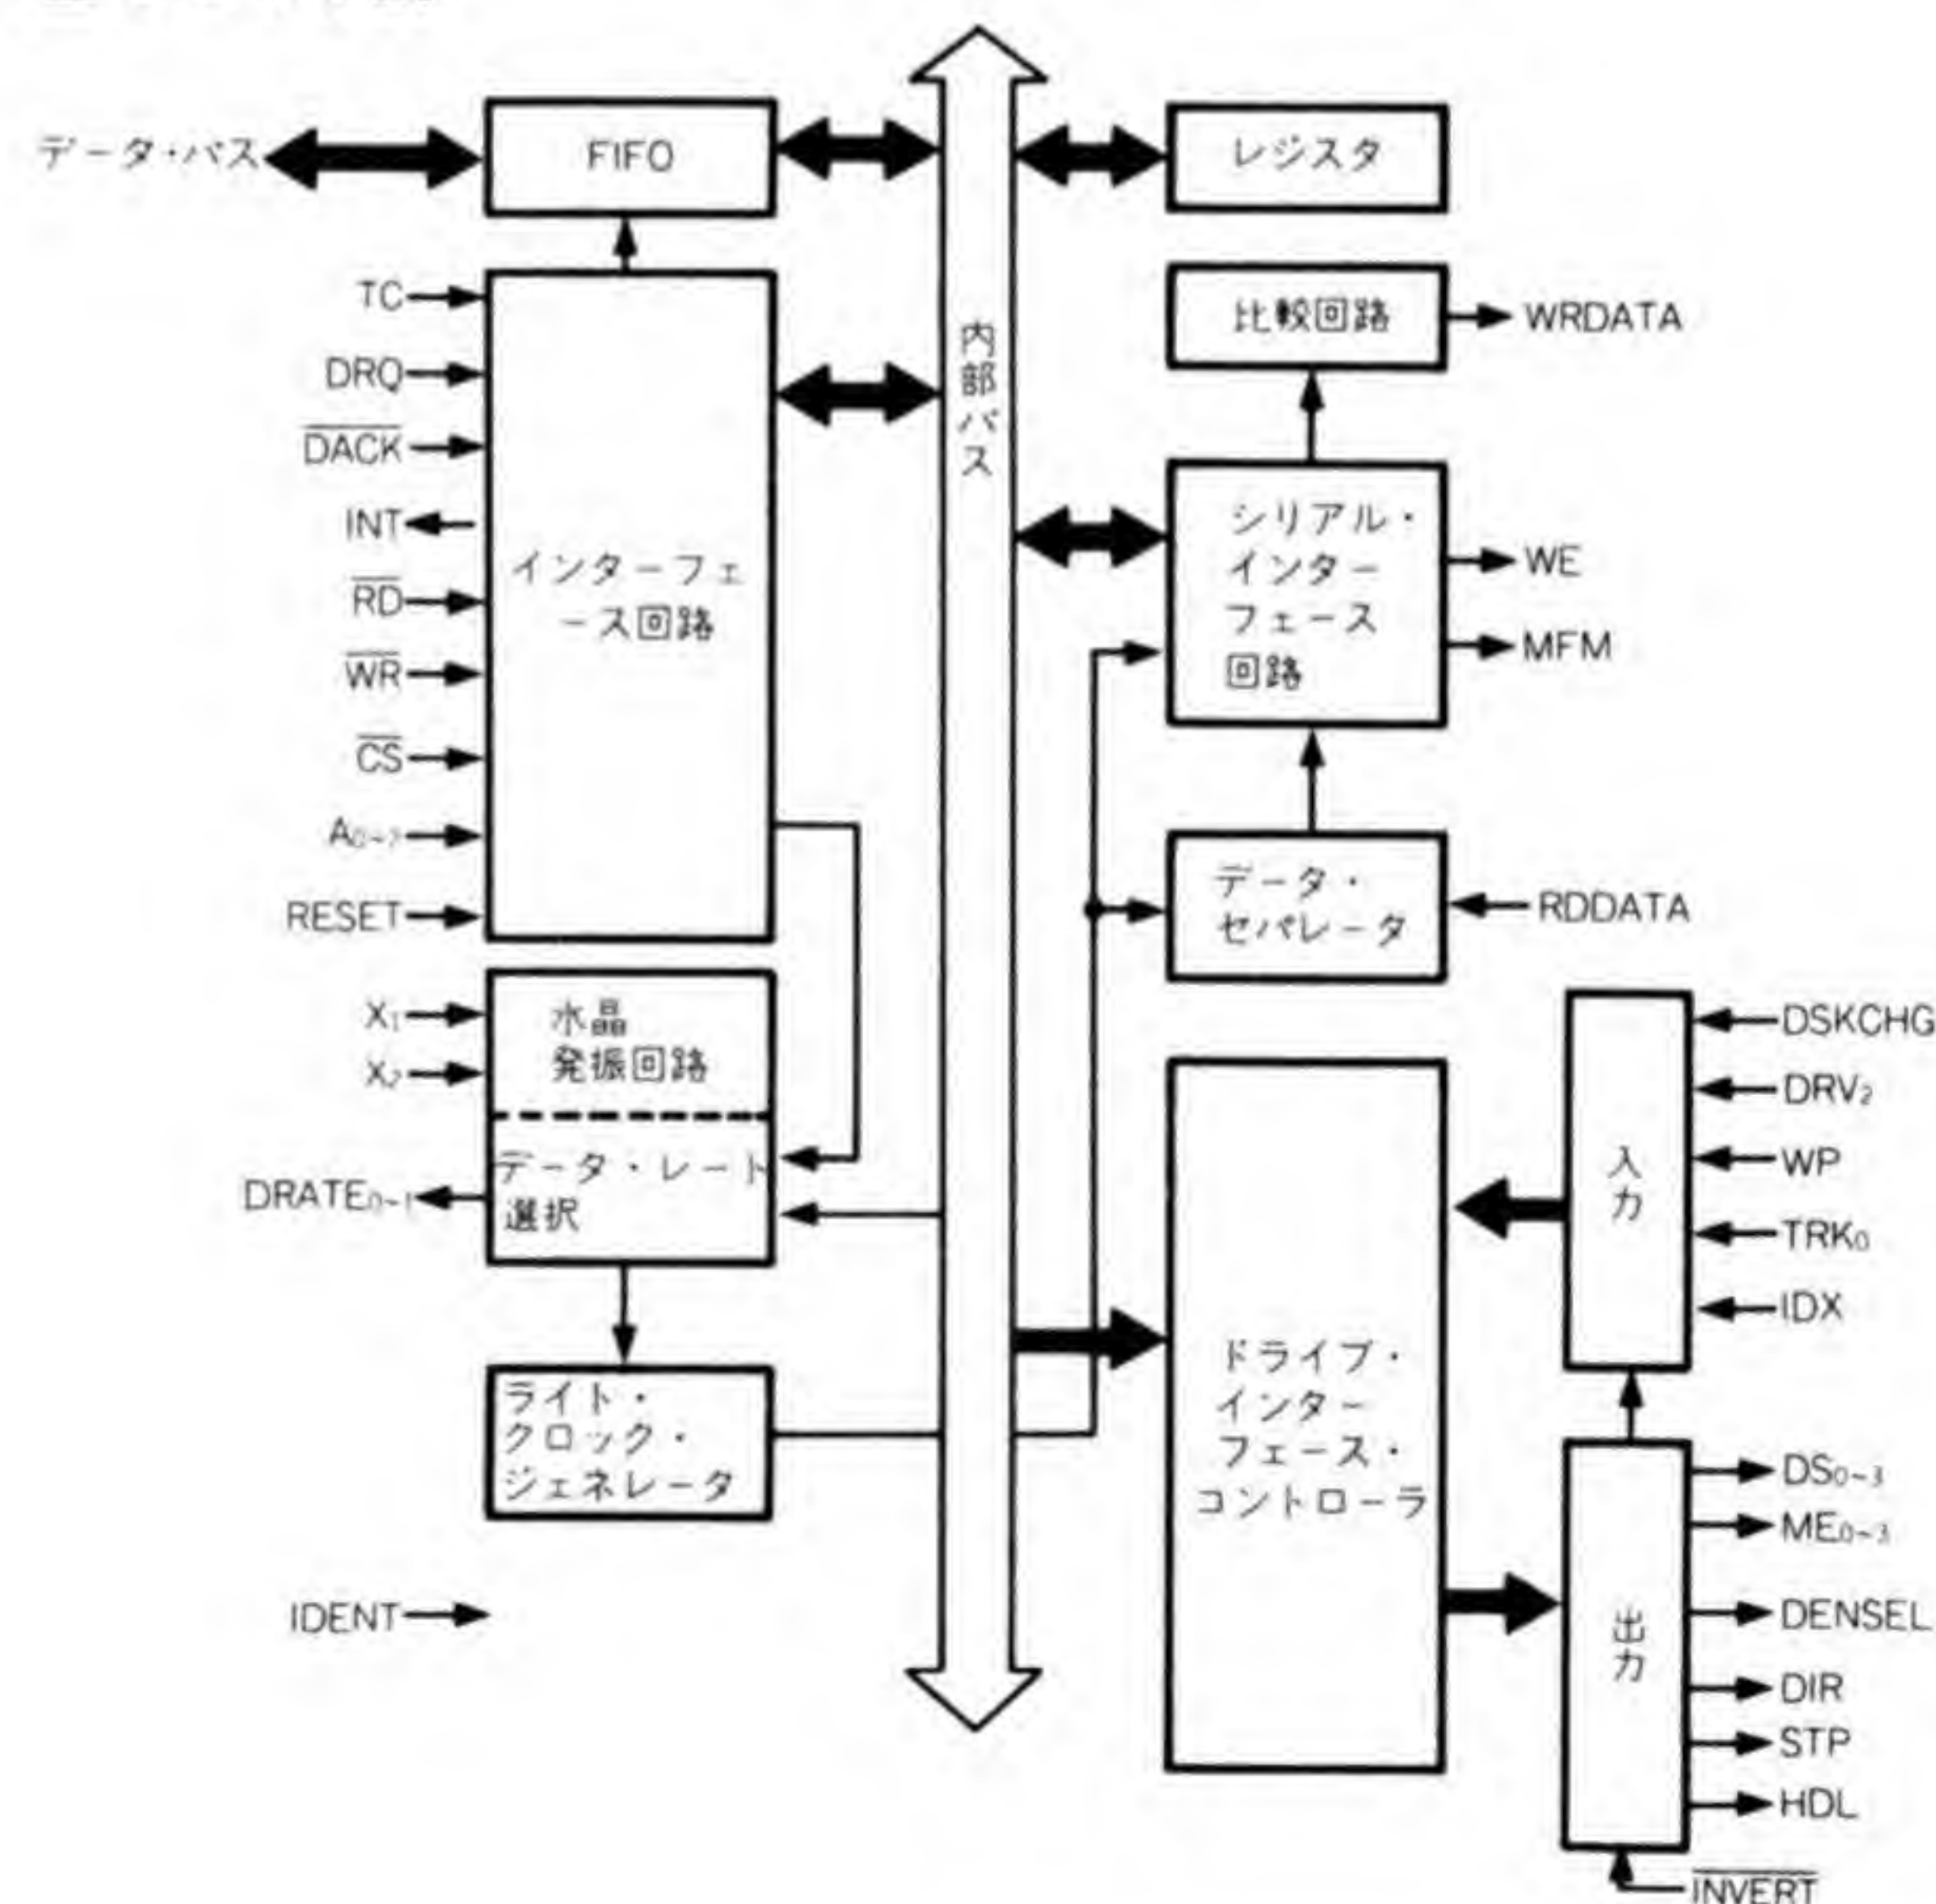 データ・バス
FIFO
レジスタ
TC
DRQ
DACK
INT
RD
WR
CS
RESET
インターフェ
ース回路
内部バス
比較回路
WRDATA
シリアル・
インター
フェース
回路
WE
MFM
データ・
セパレータ
RDDATA
X1
X2
水晶
発振回路
データ・レート
選択
DRATE0~1
ライト・
クロック・
ジェネレータ
IDENT
ドライブ・
インター
フェース・
コントローラ
入力
DSKCHG
DRV2
WP
TRK0
IDX
出力
DS0~3
ME0~3
DENSEL
DIR
STP
HDL
INVERT